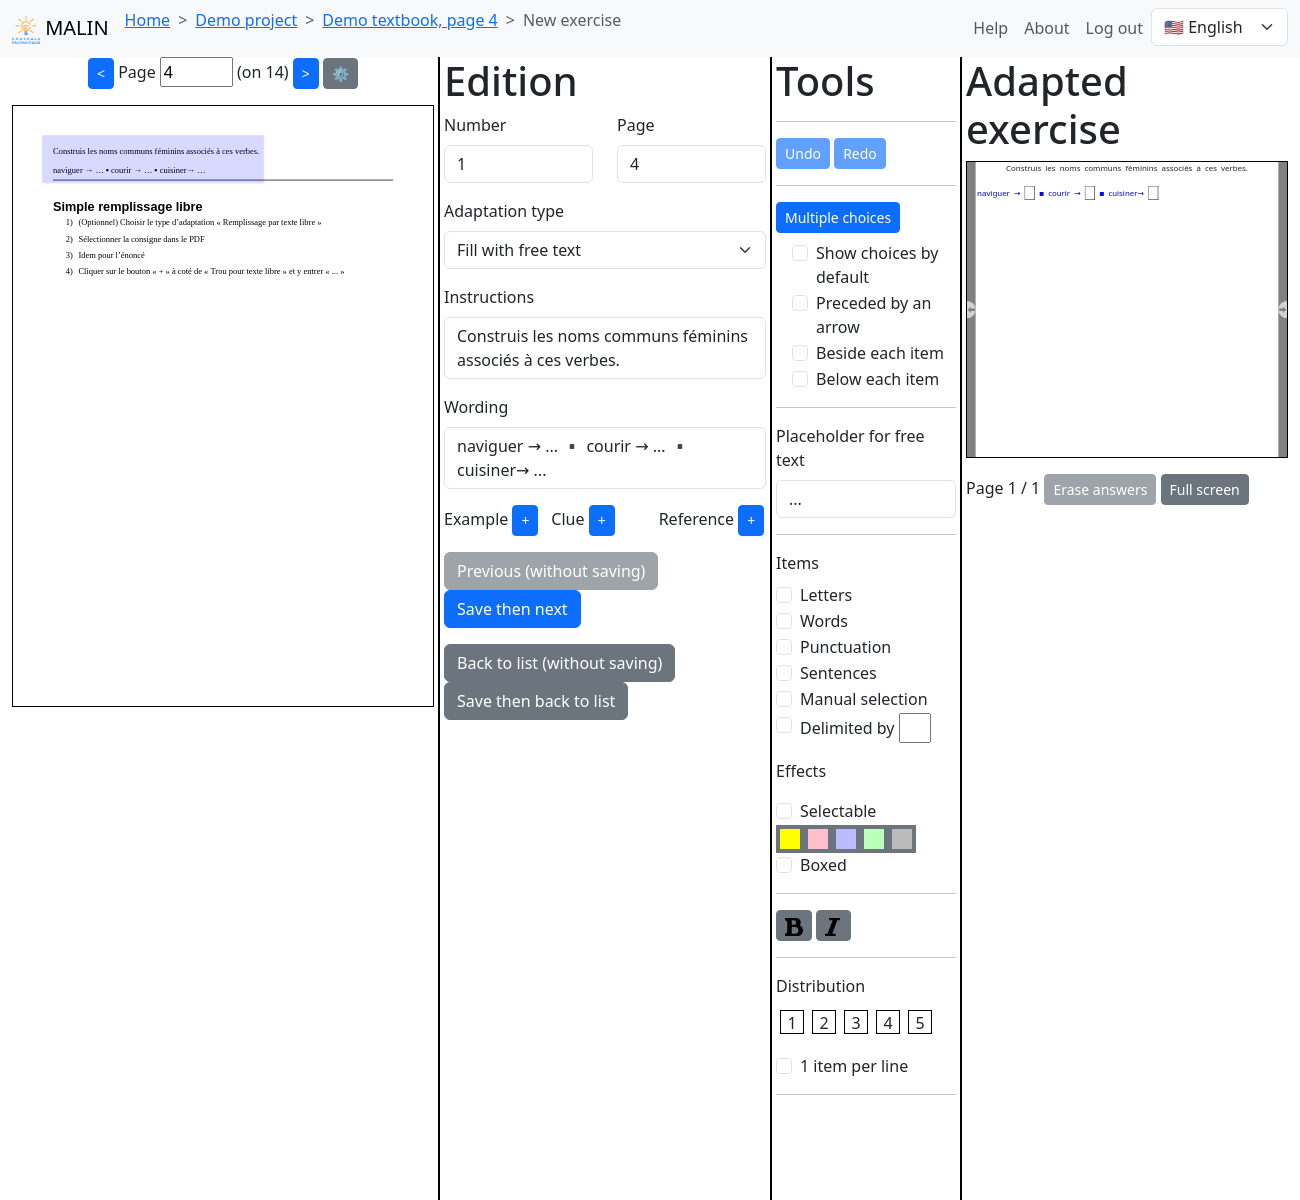 MALIN
Home > Demo project > Demo textbook, page 4 > New exercise
Help About Log out 🇺🇸 English
< Page 4 (on 14) > ⚙️
Construis les noms communs féminins associés à ces verbes.
naviguer → … ▪ courir → … ▪ cuisiner→ …
Simple remplissage libre
1) (Optionnel) Choisir le type d’adaptation « Remplissage par texte libre »
2) Sélectionner la consigne dans le PDF
3) Idem pour l’énoncé
4) Cliquer sur le bouton « + » à coté de « Trou pour texte libre » et y entrer « ... »
Edition
Number Page
1 4
Adaptation type
Fill with free text
Instructions
Construis les noms communs féminins
associés à ces verbes.
Wording
naviguer → … ▪ courir → … ▪
cuisiner→ …
Example + Clue + Reference +
Previous (without saving)
Save then next
Back to list (without saving)
Save then back to list
Tools
Undo Redo
Multiple choices
Show choices by
default
Preceded by an
arrow
Beside each item
Below each item
Placeholder for free
text
...
Items
Letters
Words
Punctuation
Sentences
Manual selection
Delimited by
Effects
Selectable
Boxed
B I
Distribution
1 2 3 4 5
1 item per line
Adapted
exercise
Construis les noms communs féminins associés à ces verbes.
naviguer → ▪ courir → ▪ cuisiner→
Page 1 / 1 Erase answers Full screen